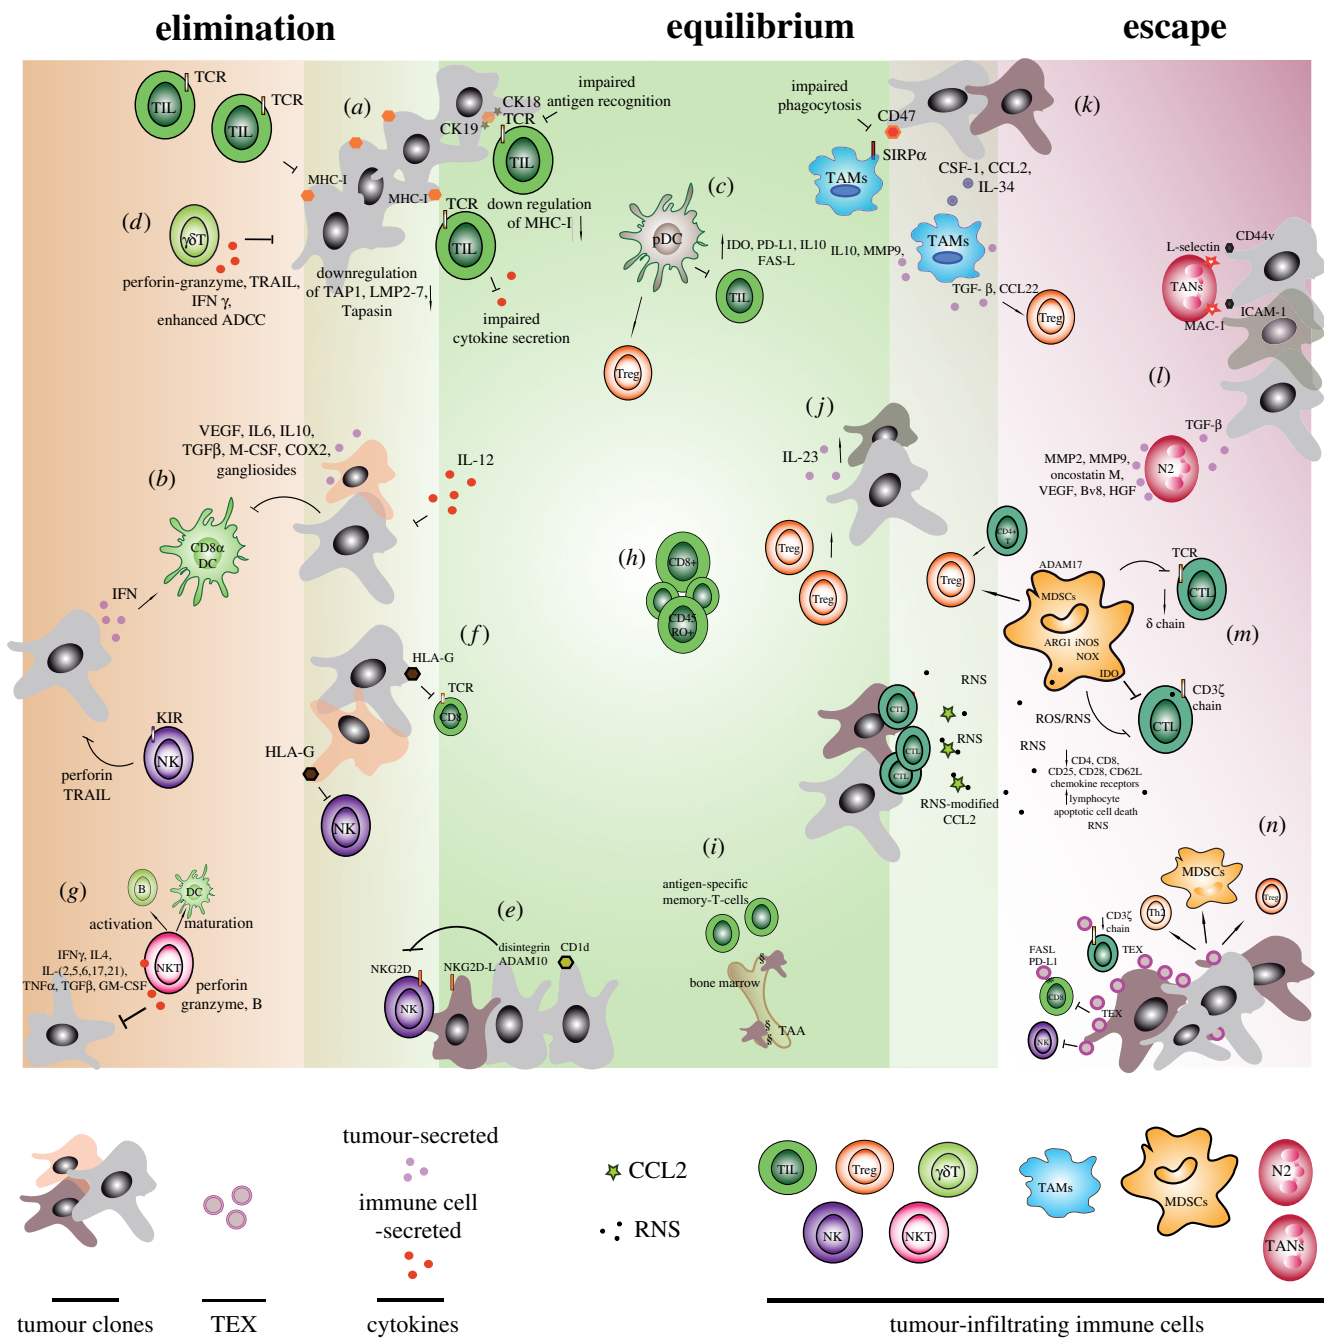 elimination
equilibrium
escape
TCR
TIL
TCR
TIL
(a)
MHC-I
MHC-I
CK18
CK19
TCR
TIL
impaired
antigen recognition
down regulation
of MHC-I
TCR
TIL
impaired
cytokine secretion
downregulation
of TAP1, LMP2-7,
Tapasin
(d)
γδT
perforin-granzyme, TRAIL,
IFN γ,
enhanced ADCC
(c)
pDC
IDO, PD-L1, IL10
FAS-L
TIL
Treg
impaired
phagocytosis
CD47
SIRPα
TAMs
(k)
CSF-1, CCL2,
IL-34
TAMs
IL10, MMP9,
TGF- β, CCL22
Treg
L-selectin
CD44v
TANs
MAC-1
ICAM-1
(l)
TGF-β
MMP2, MMP9,
oncostatin M,
VEGF, Bv8, HGF
N2
VEGF, IL6, IL10,
TGFβ, M-CSF, COX2,
gangliosides
IL-12
(b)
CD8α
DC
IFN
KIR
NK
perforin
TRAIL
(f)
HLA-G
TCR
CD8
HLA-G
NK
(h)
CD8+
CD45
RO+
(j)
IL-23
Treg
Treg
CD4+
T
Treg
ADAM17
MDSCs
ARG1 iNOS
NOX
IDO
TCR
CTL
δ chain
(m)
CD3ζ
chain
CTL
ROS/RNS
RNS
CD4, CD8,
CD25, CD28, CD62L
chemokine receptors
lymphocyte
apoptotic cell death
RNS
CTL
CTL
CTL
RNS
RNS
RNS-modified
CCL2
(g)
B
DC
activation
maturation
NKT
IFNγ, IL4,
IL-(2,5,6,17,21),
TNFα, TGFβ, GM-CSF
perforin
granzyme, B
(e)
disintegrin
ADAM10
CD1d
NKG2D
NKG2D-L
NK
(i)
antigen-specific
memory-T-cells
bone marrow
§
§
§
TAA
(n)
MDSCs
Th2
Treg
CD3ζ
chain
TEX
FASL
PD-L1
CD8
TEX
NK
tumour-secreted
immune cell
-secreted
CCL2
RNS
TIL
Treg
γδT
NK
NKT
TAMs
MDSCs
N2
TANs
tumour clones
TEX
cytokines
tumour-infiltrating immune cells